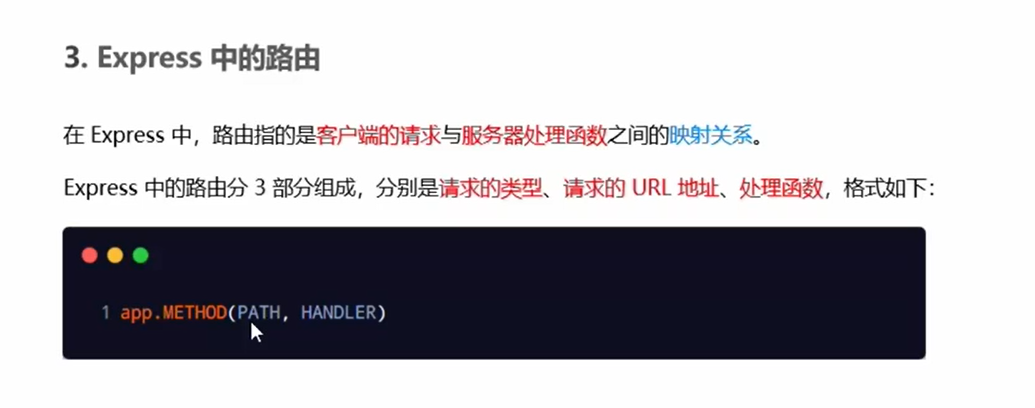 3. Express 中的路由
在 Express 中，路由指的是客户端的请求与服务器处理函数之间的映射关系。
Express 中的路由分 3 部分组成，分别是请求的类型、请求的 URL 地址、处理函数，格式如下：
1 app.METHOD(PATH, HANDLER)